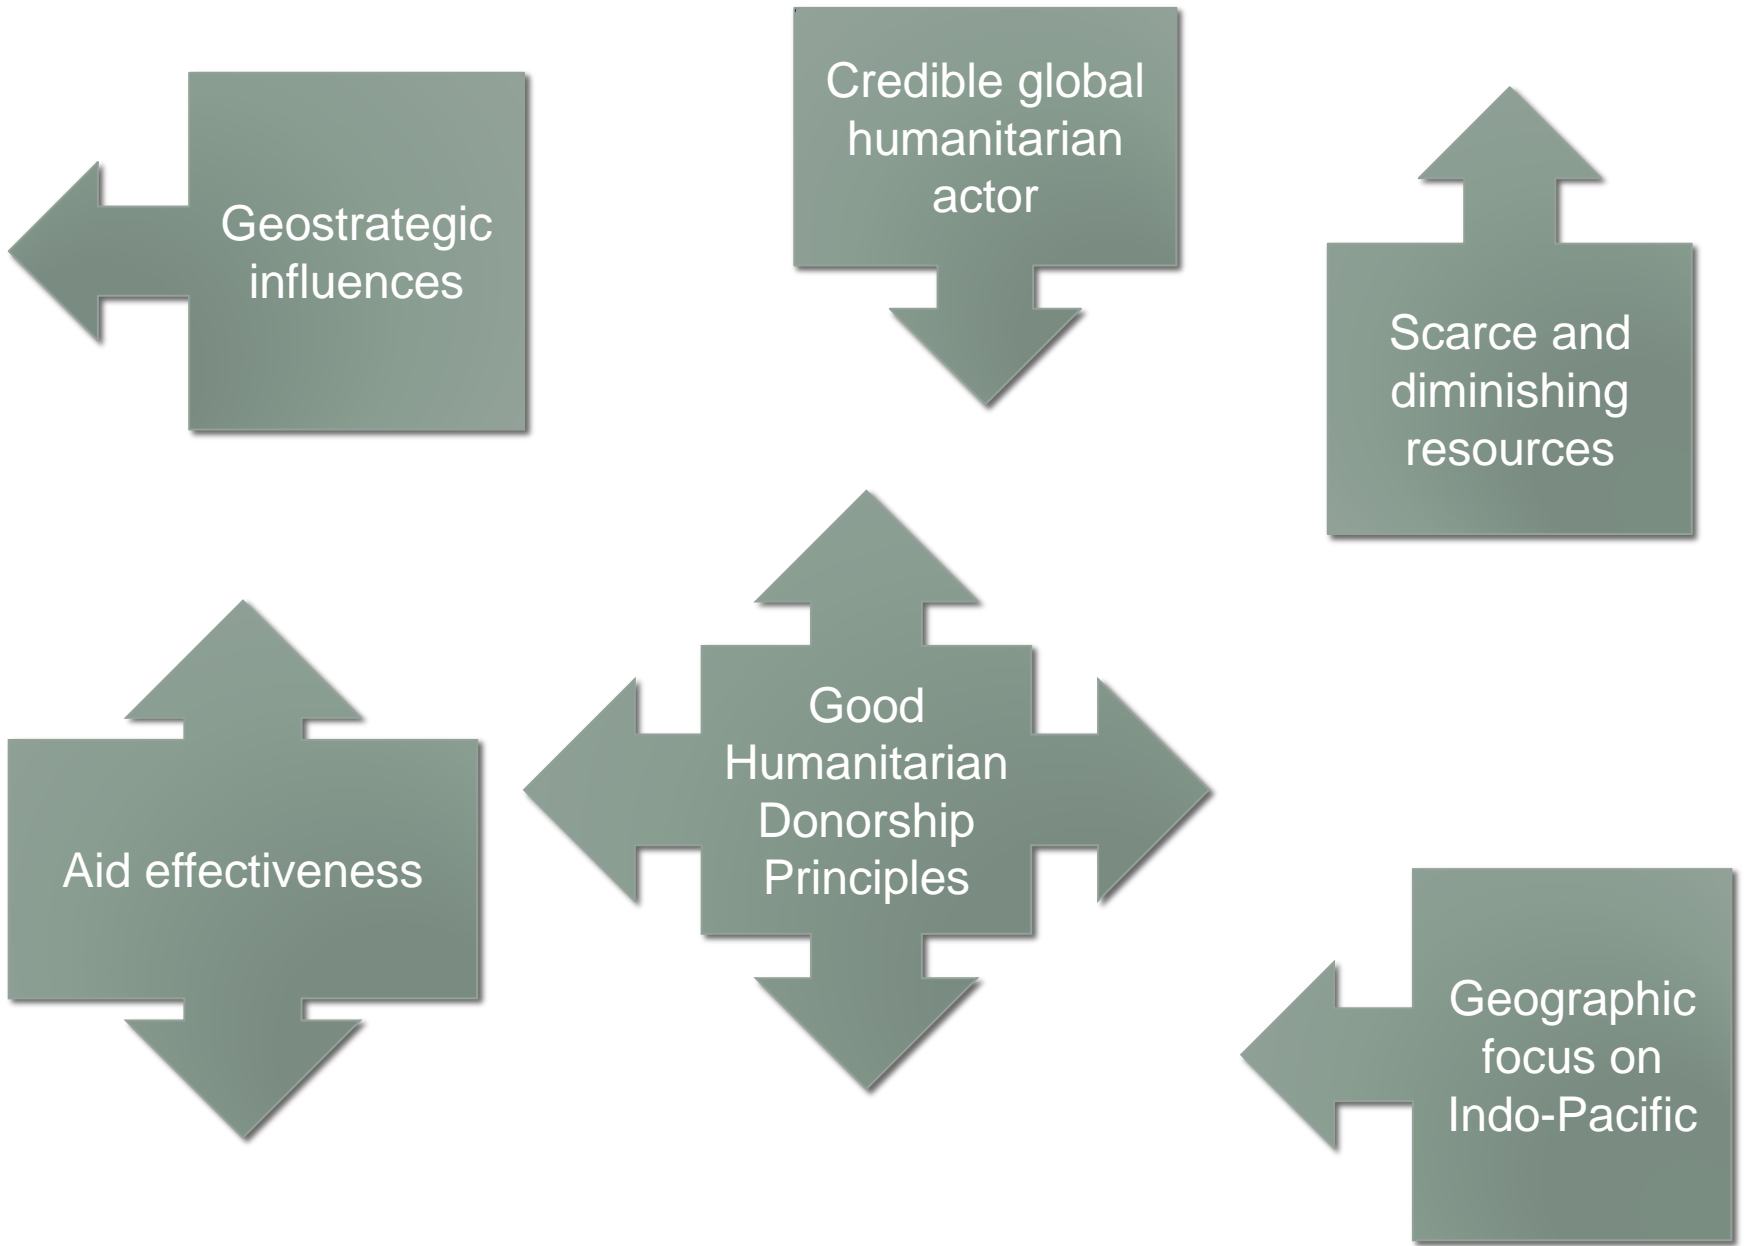 Credible global
humanitarian
actor
Geostrategic
influences
Scarce and
diminishing
resources
Good
Humanitarian
Donorship
Principles
Aid effectiveness
Geographic
focus on
Indo-Pacific